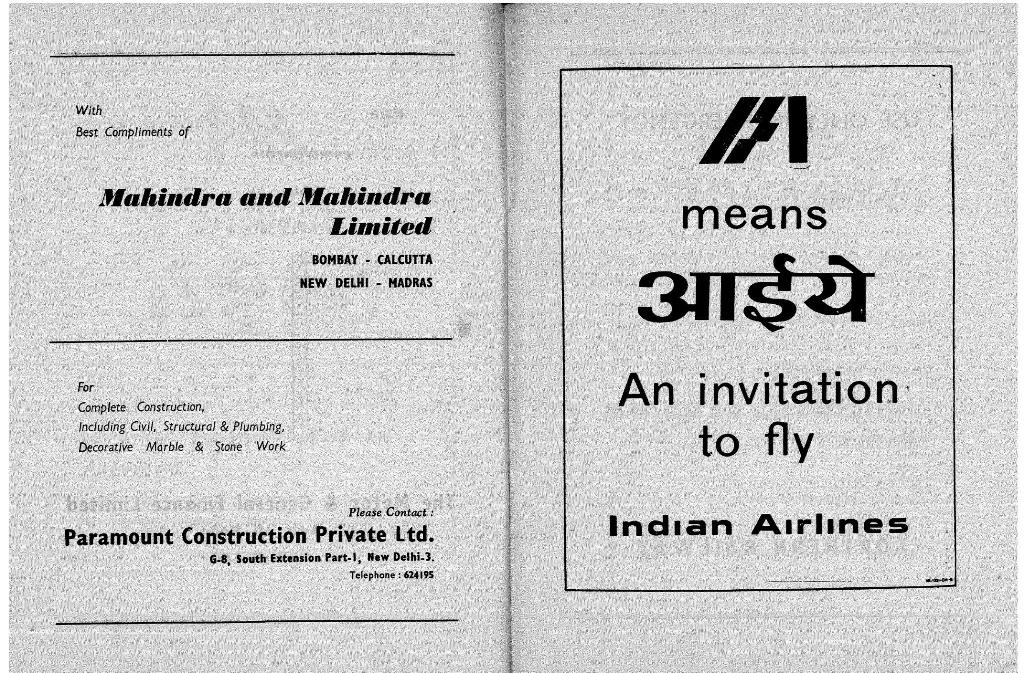 With
Best Compliments of
Mahindra and Mahindra
Limited
BOMBAY - CALCUTTA
NEW DELHI - MADRAS
For
Complete Construction,
Including Civil, Structural & Plumbing,
Decorative Marble & Stone Work
Please Contact :
Paramount Construction Private Ltd.
G-8, South Extension Part-1, New Delhi-3.
Telephone : 624195
means
आईये
An invitation
to fly
Indian Airlines